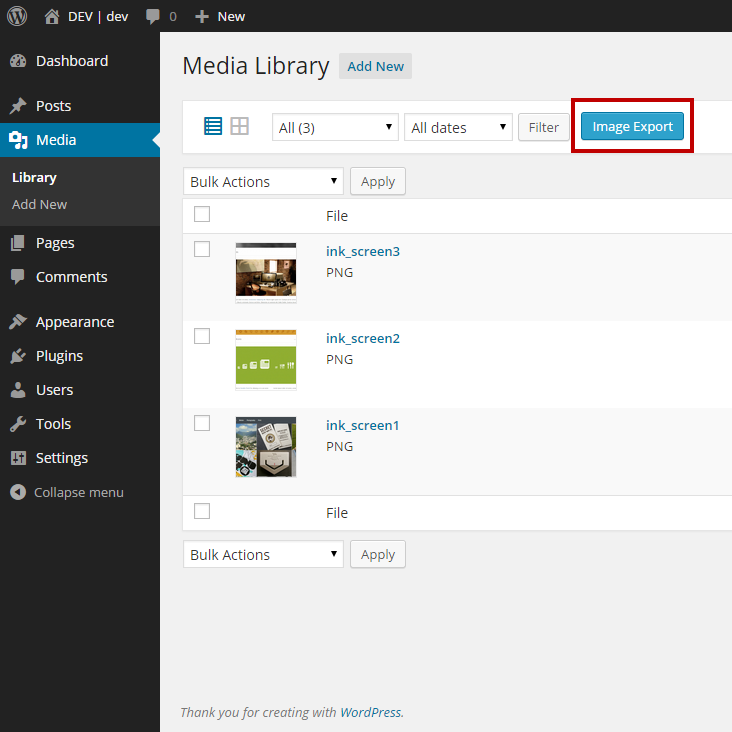 DEV | dev 0 + New
Dashboard
Posts
Media
Library
Add New
Pages
Comments
Appearance
Plugins
Users
Tools
Settings
Collapse menu
Media Library Add New
All (3) All dates Filter Image Export
Bulk Actions Apply
File
ink_screen3
PNG
ink_screen2
PNG
ink_screen1
PNG
File
Bulk Actions Apply
Thank you for creating with WordPress.